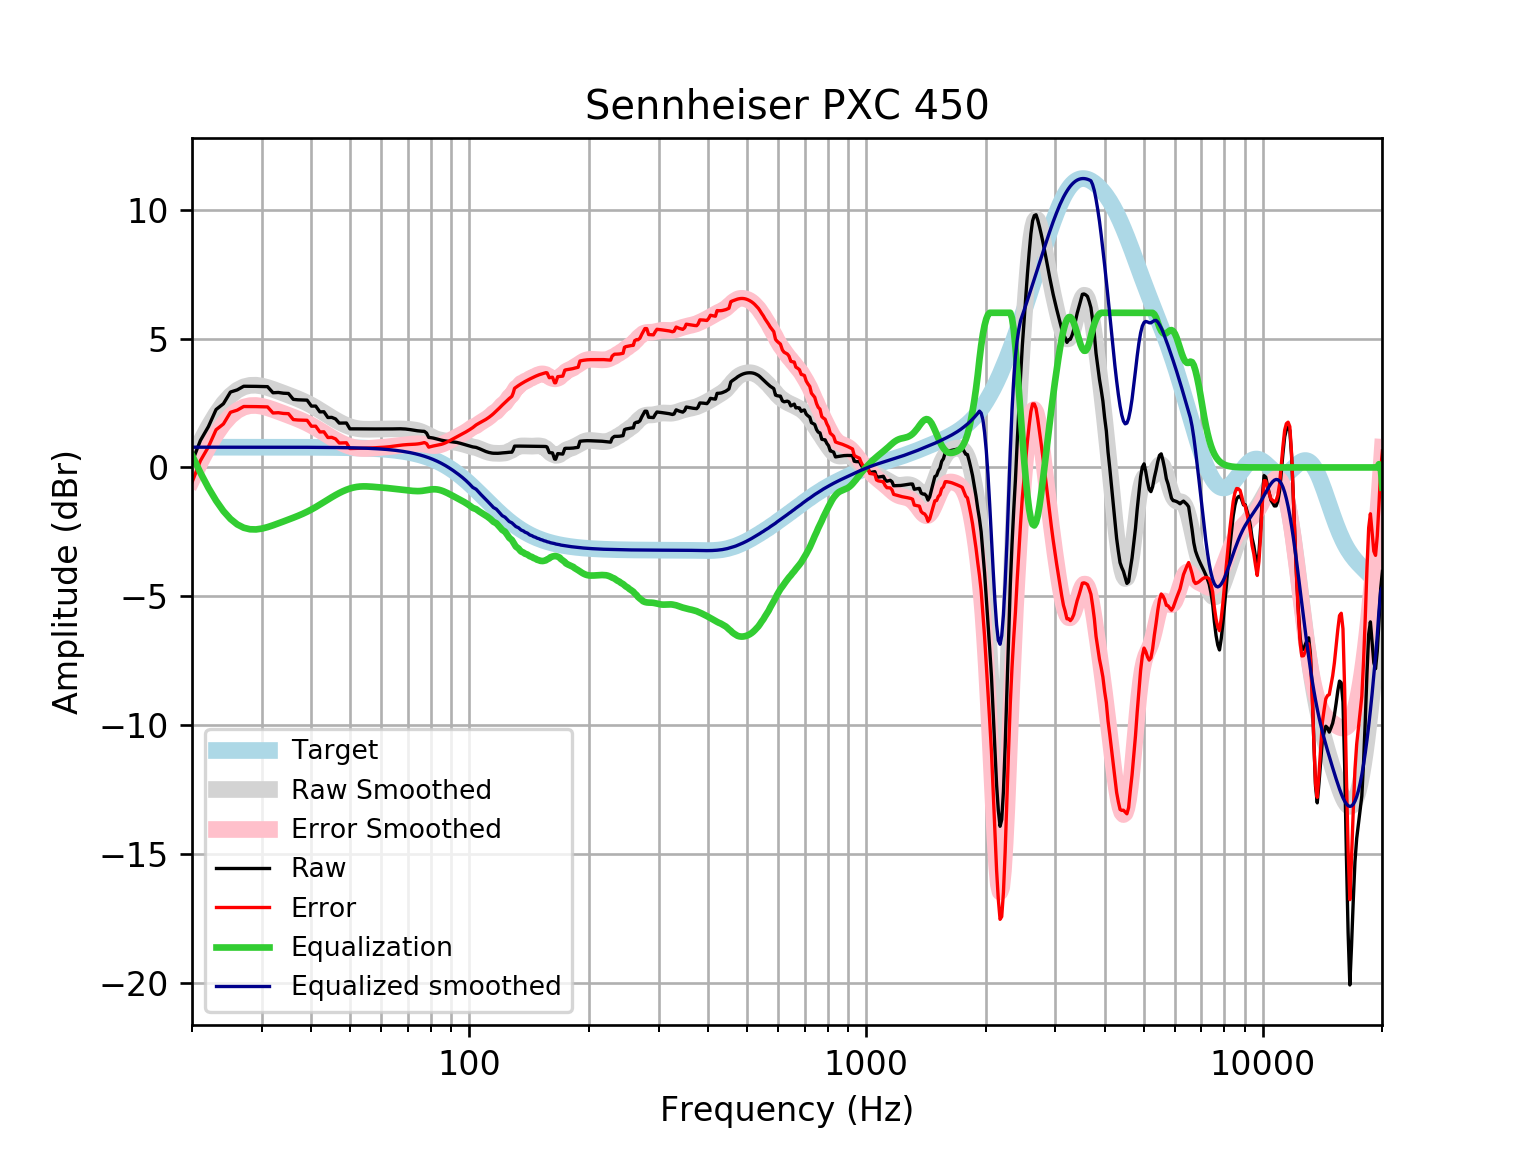 Sennheiser PXC 450
Amplitude (dBr)
10
5
0
−5
−10
−15
−20
Target
Raw Smoothed
Error Smoothed
Raw
Error
Equalization
Equalized smoothed
100
1000
10000
Frequency (Hz)